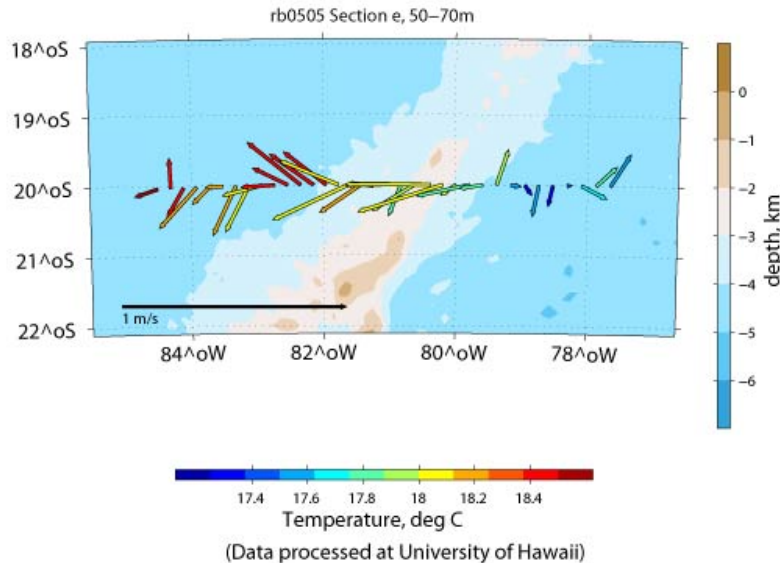 rb0505 Section e, 50−70m
18^oS
19^oS
20^oS
21^oS
22^oS
1 m/s
84^oW
82^oW
80^oW
78^oW
0
−1
−2
−3
−4
−5
−6
depth, km
17.4
17.6
17.8
18
18.2
18.4
Temperature, deg C
(Data processed at University of Hawaii)